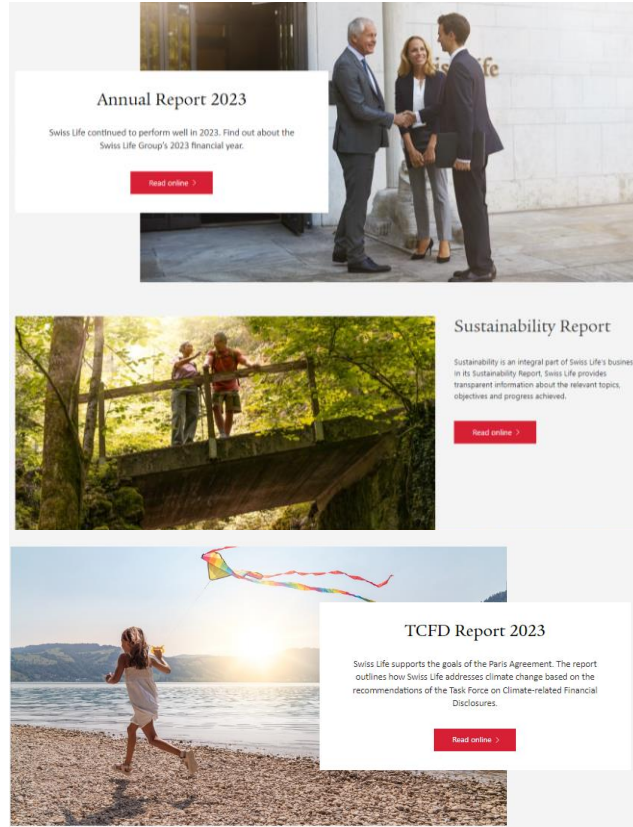 Annual Report 2023
Swiss Life continued to perform well in 2023. Find out about the
Swiss Life Group's 2023 financial year.
Read online >
Sustainability Report
Sustainability is an integral part of Swiss Life's busines
in its Sustainability Report, Swiss Life provides
transparent information about the relevant topics,
objectives and progress achieved.
Read online >
TCFD Report 2023
Swiss Life supports the goals of the Paris Agreement. The report
outlines how Swiss Life addresses climate change based on the
recommendations of the Task Force on Climate-related Financial
Disclosures.
Read online >